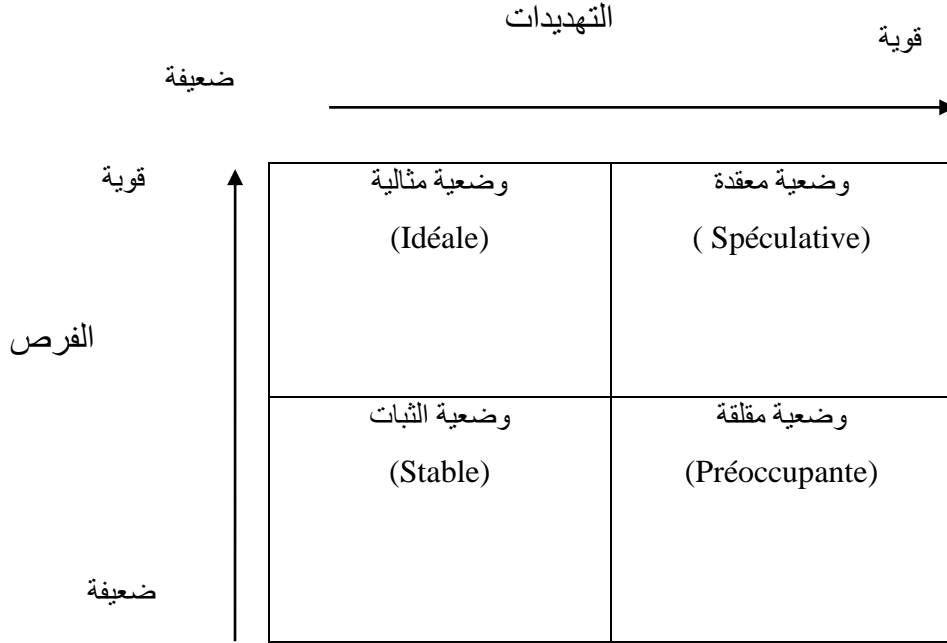 التهديدات
قوية
ضعيفة
قوية
وضعية مثالية
(Idéale)
وضعية معقدة
( Spéculative)
الفرص
وضعية الثبات
(Stable)
وضعية مقلقة
(Préoccupante)
ضعيفة